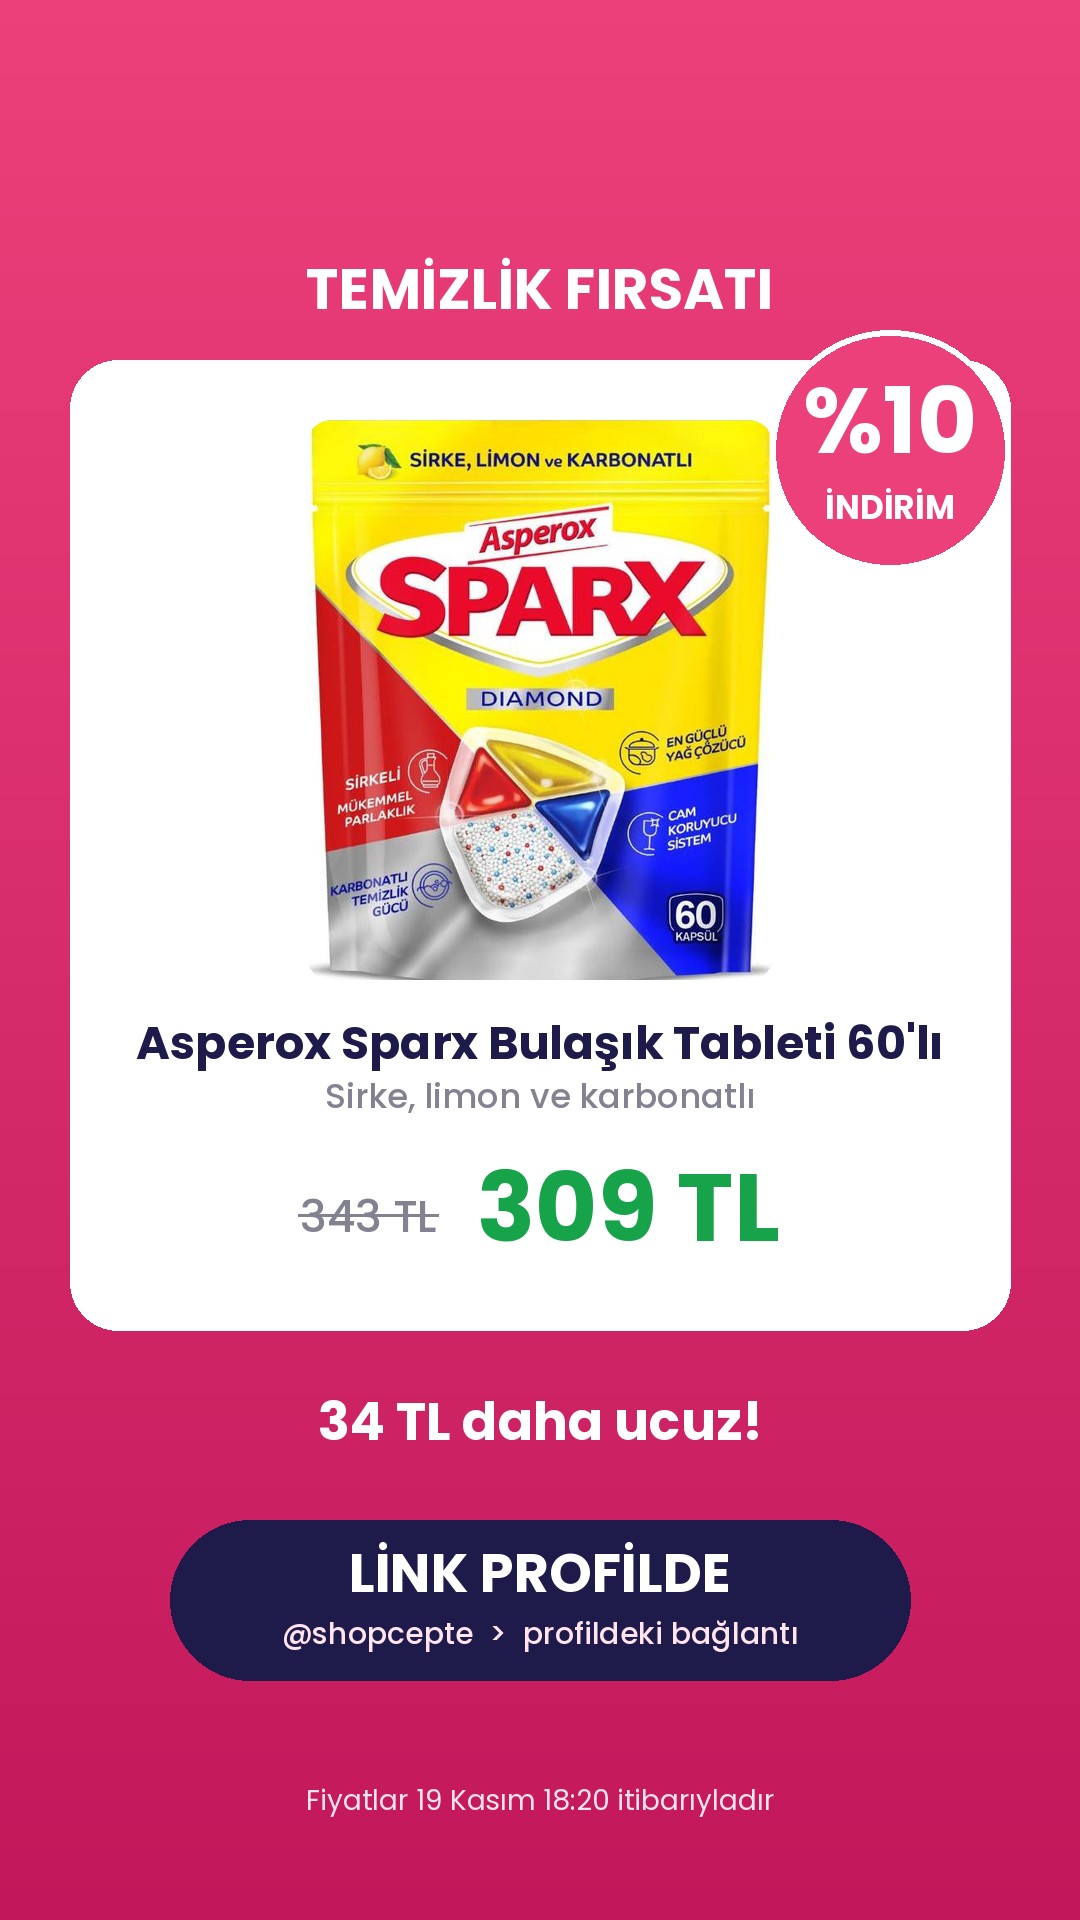 TEMİZLİK FIRSATI
%10
İNDİRİM
SİRKE, LİMON ve KARBONATLI
Asperox
SPARX
DIAMOND
EN GÜÇLÜ
YAĞ ÇÖZÜCÜ
SİRKELİ
MÜKEMMEL
PARLAKLIK
CAM
KORUYUCU
SİSTEM
KARBONATLI
TEMİZLİK
GÜCÜ
60
KAPSÜL
Asperox Sparx Bulaşık Tableti 60'lı
Sirke, limon ve karbonatlı
343 TL 309 TL
34 TL daha ucuz!
LİNK PROFİLDE
@shopcepte > profildeki bağlantı
Fiyatlar 19 Kasım 18:20 itibarıyladır